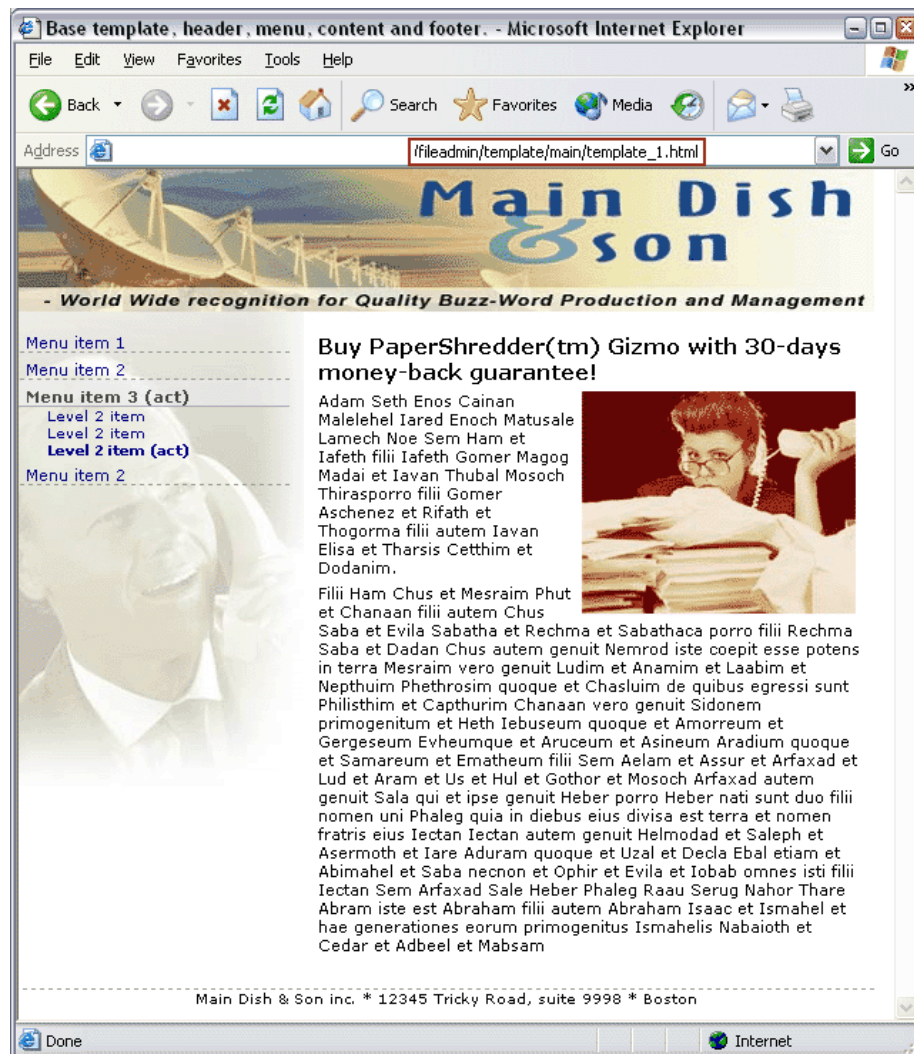 Base template, header, menu, content and footer. - Microsoft Internet Explorer
File Edit View Favorites Tools Help
Back Search Favorites Media »
Address /fileadmin/template/main/template_1.html Go
Main Dish
& son
- World Wide recognition for Quality Buzz-Word Production and Management
Menu item 1
Menu item 2
Menu item 3 (act)
Level 2 item
Level 2 item
Level 2 item (act)
Menu item 2
Buy PaperShredder(tm) Gizmo with 30-days
money-back guarantee!
Adam Seth Enos Cainan
Malelehel Iared Enoch Matusale
Lamech Noe Sem Ham et
Iafeth filii Iafeth Gomer Magog
Madai et Iavan Thubal Mosoch
Thirasporro filii Gomer
Aschenez et Rifath et
Thogorma filii autem Iavan
Elisa et Tharsis Cetthim et
Dodanim.
Filii Ham Chus et Mesraim Phut
et Chanaan filii autem Chus
Saba et Evila Sabatha et Rechma et Sabathaca porro filii Rechma
Saba et Dadan Chus autem genuit Nemrod iste coepit esse potens
in terra Mesraim vero genuit Ludim et Anamim et Laabim et
Nepthuim Phethrosim quoque et Chasluim de quibus egressi sunt
Philisthim et Capthurim Chanaan vero genuit Sidonem
primogenitum et Heth Iebuseum quoque et Amorreum et
Gergeseum Evheumque et Aruceum et Asineum Aradium quoque
et Samareum et Ematheum filii Sem Aelam et Assur et Arfaxad et
Lud et Aram et Us et Hul et Gothor et Mosoch Arfaxad autem
genuit Sala qui et ipse genuit Heber porro Heber nati sunt duo filii
nomen uni Phaleg quia in diebus eius divisa est terra et nomen
fratris eius Iectan Iectan autem genuit Helmodad et Saleph et
Asermoth et Iare Aduram quoque et Uzal et Decla Ebal etiam et
Abimahel et Saba necnon et Ophir et Evila et Iobab omnes isti filii
Iectan Sem Arfaxad Sale Heber Phaleg Raau Serug Nahor Thare
Abram iste est Abraham filii autem Abraham Isaac et Ismahel et
hae generationes eorum primogenitus Ismahelis Nabaioth et
Cedar et Adbeel et Mabsam
Main Dish & Son inc. * 12345 Tricky Road, suite 9998 * Boston
Done Internet